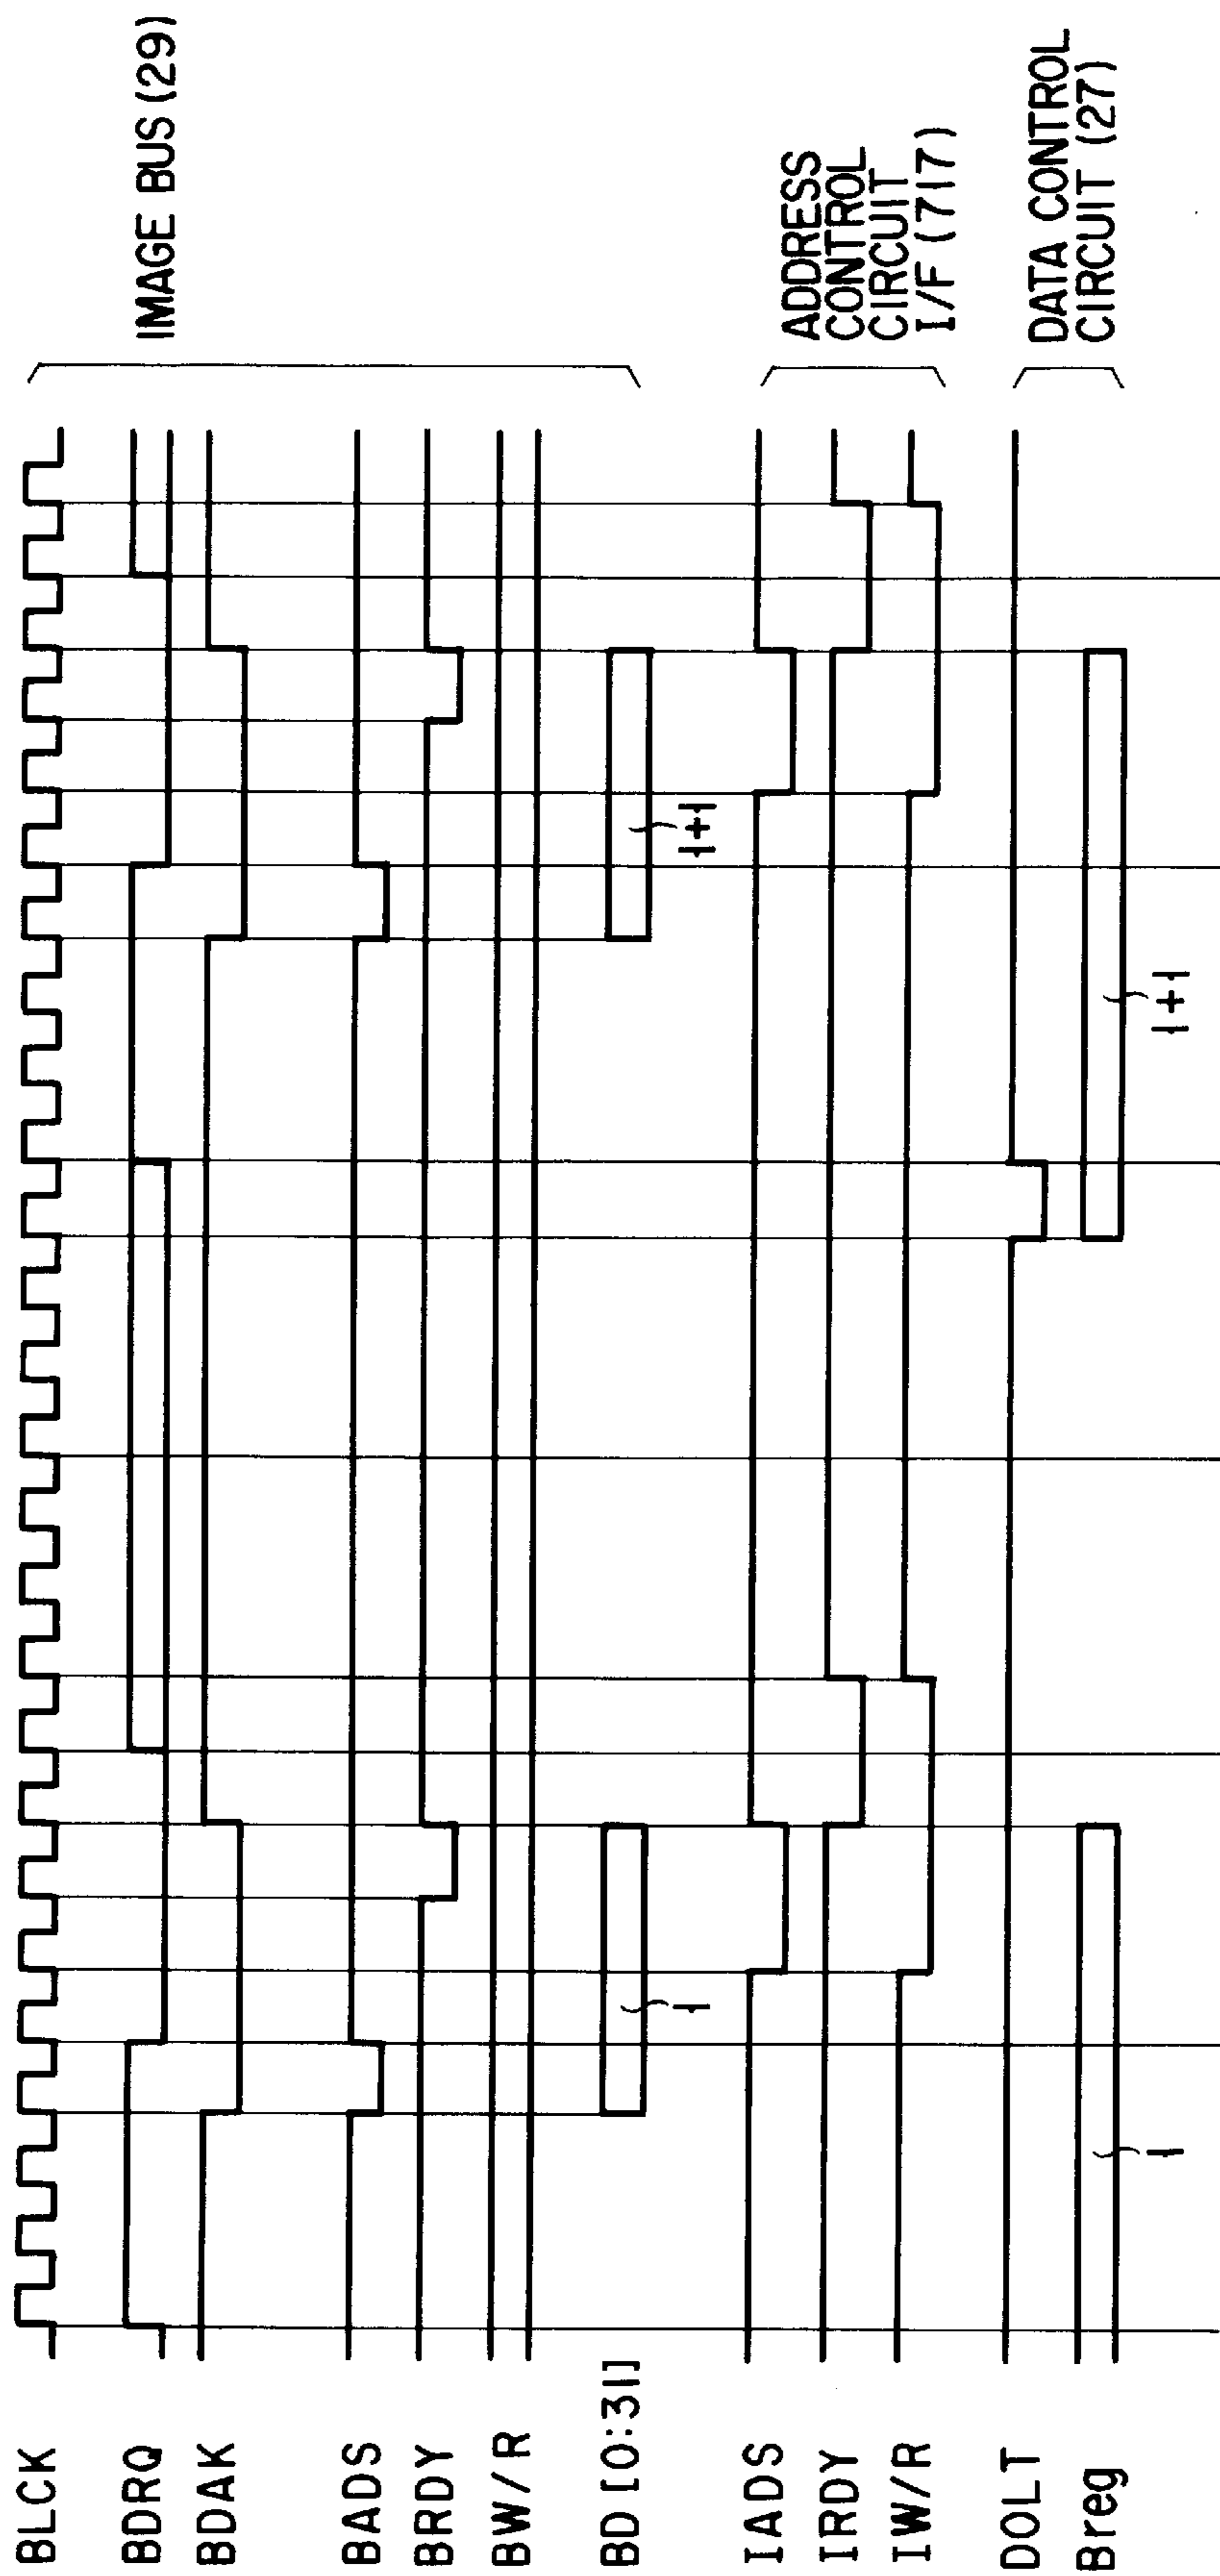 BLCK
BDRQ
BDAK
BADS
BRDY
BW/R
BD [0:31]
IADS
IRDY
IW/R
DOLT
Breg
I
I+I
I
I+I
IMAGE BUS (29)
ADDRESS
CONTROL
CIRCUIT
I/F (717)
DATA CONTROL
CIRCUIT (27)